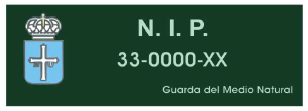 N. I. P.
33-0000-XX
Guarda del Medio Natural